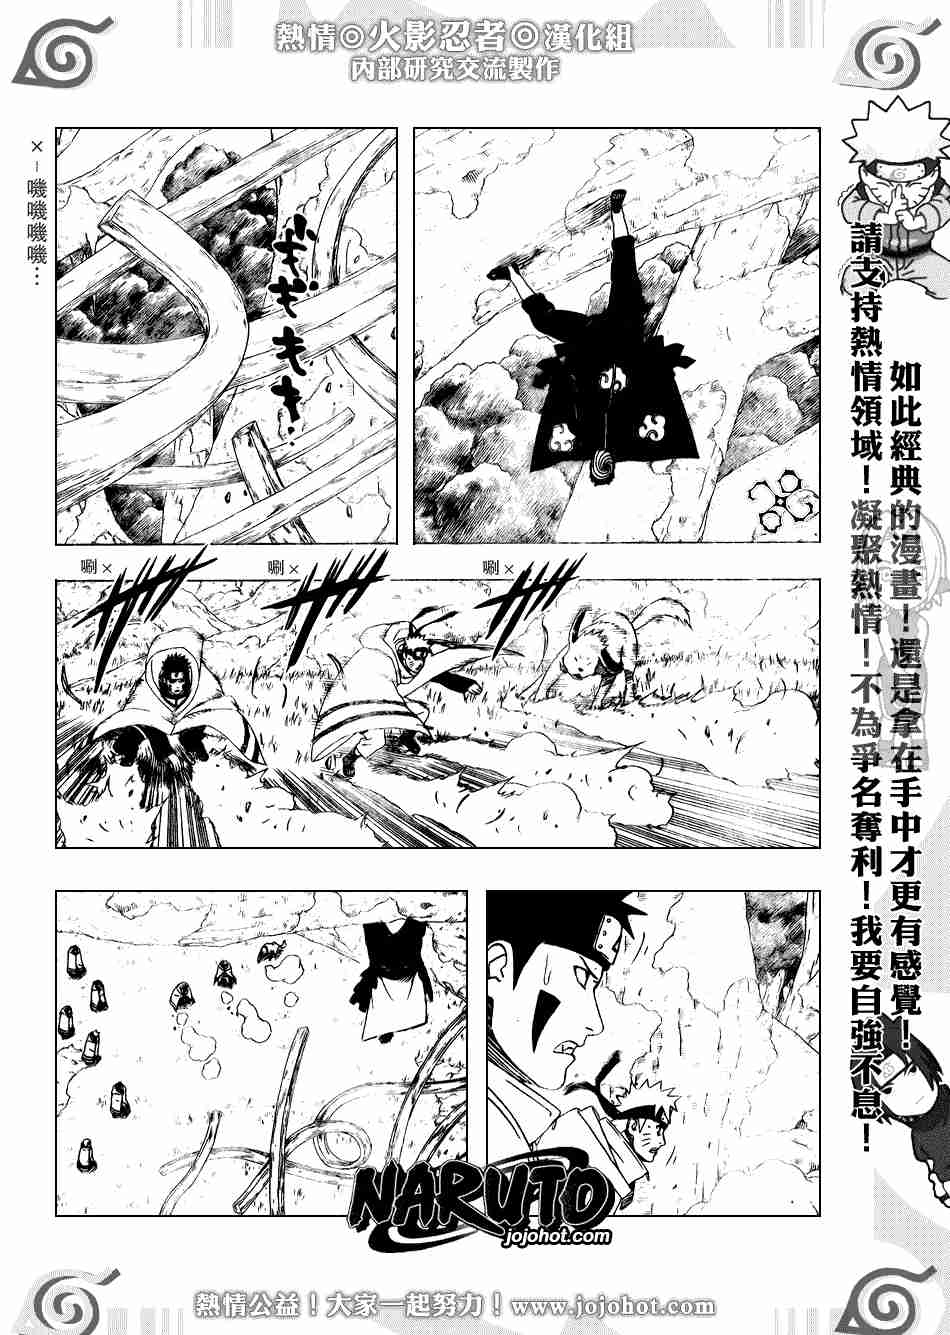 熱情◎火影忍者◎漢化組
內部研究交流製作
如此經典的漫畫！還是拿在手中才更有感覺！
請支持熱情領域！凝聚熱情！不為爭名奪利！我要自強不息！
×-嘰嘰嘰嘰…
ギギギギ…
唰×
唰×
唰×
NARUTO
jojohot.com
熱情公益！大家一起努力！www.jojohot.com